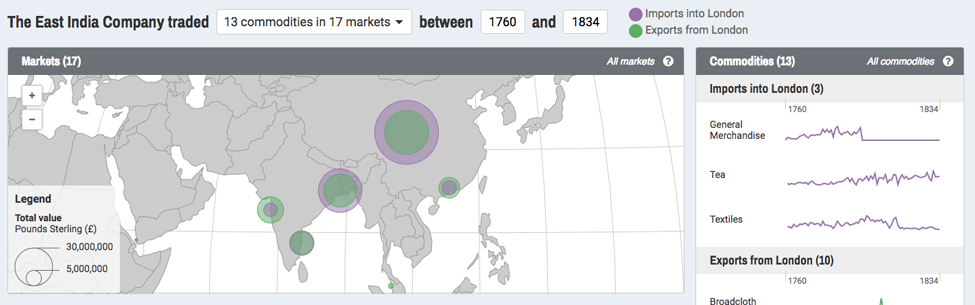 The East India Company traded 13 commodities in 17 markets between 1760 and 1834
Imports into London
Exports from London
Markets (17) All markets ?
+
−
Legend
Total value
Pounds Sterling (£)
30,000,000
5,000,000
Commodities (13) All commodities ?
Imports into London (3)
1760 1834
General
Merchandise
Tea
Textiles
Exports from London (10)
1760 1834
Broadcloth